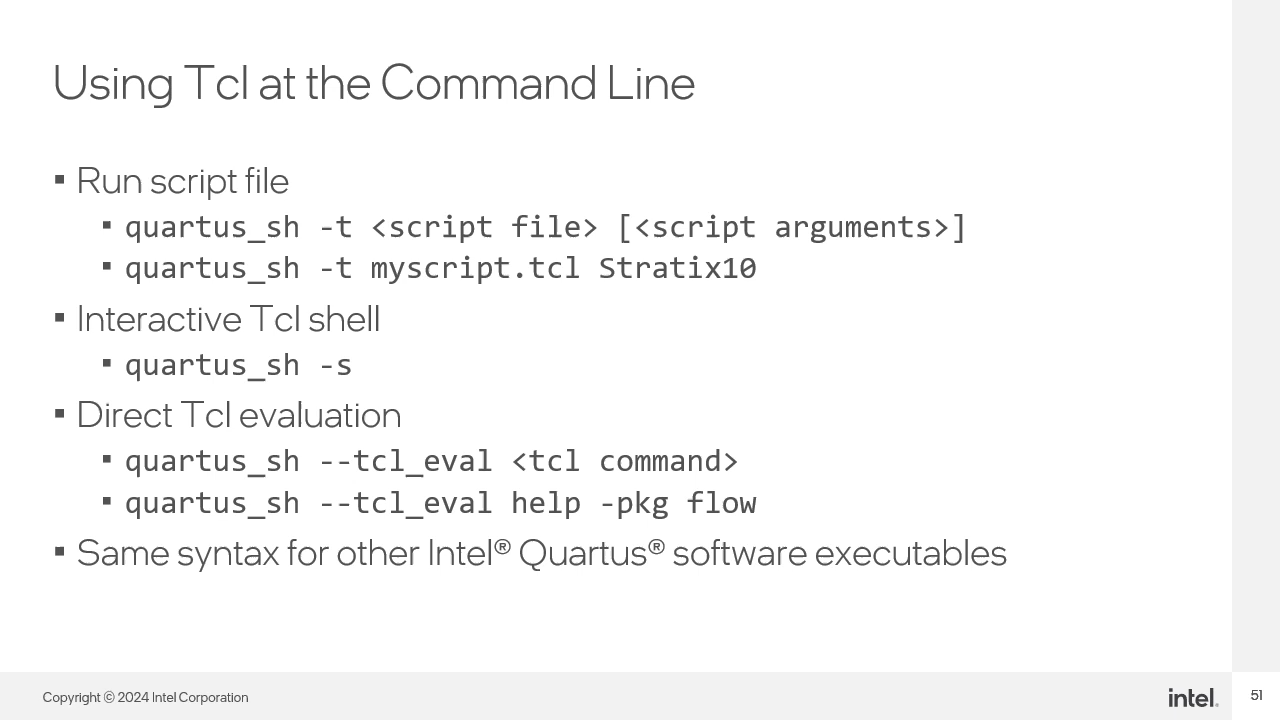 Using Tcl at the Command Line
▪ Run script file
▪ quartus_sh -t <script file> [<script arguments>]
▪ quartus_sh -t myscript.tcl Stratix10
▪ Interactive Tcl shell
▪ quartus_sh -s
▪ Direct Tcl evaluation
▪ quartus_sh --tcl_eval <tcl command>
▪ quartus_sh --tcl_eval help -pkg flow
▪ Same syntax for other Intel® Quartus® software executables
Copyright © 2024 Intel Corporation
intel.
51